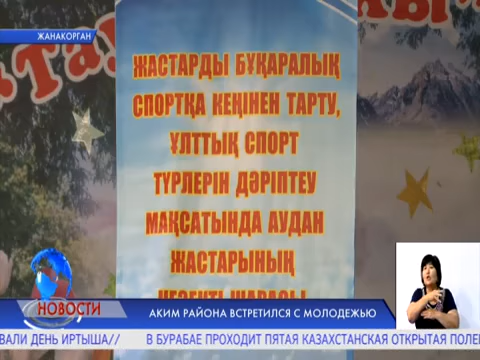 ЖАНАКОРГАН
ЖАСТАРДЫ БҰҚАРАЛЫҚ
СПОРТҚА КЕҢІНЕН ТАРТУ,
ҰЛТТЫҚ СПОРТ
ТҮРЛЕРІН ДӘРІПТЕУ
МАҚСАТЫНДА АУДАН
ЖАСТАРЫНЫҢ
АКИМ РАЙОНА ВСТРЕТИЛСЯ С МОЛОДЕЖЬЮ
НОВОСТИ
ВАЛИ ДЕНЬ ИРТЫША// В БУРАБАЕ ПРОХОДИТ ПЯТАЯ КАЗАХСТАНСКАЯ ОТКРЫТАЯ ПОЛЕ